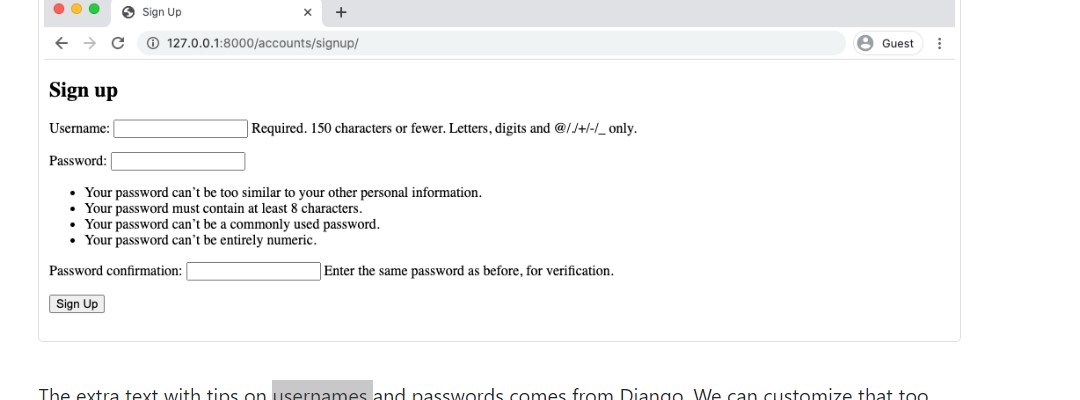 Sign Up
127.0.0.1:8000/accounts/signup/
Guest
Sign up
Username: Required. 150 characters or fewer. Letters, digits and @/./+/-/_ only.
Password:
• Your password can’t be too similar to your other personal information.
• Your password must contain at least 8 characters.
• Your password can’t be a commonly used password.
• Your password can’t be entirely numeric.
Password confirmation: Enter the same password as before, for verification.
Sign Up
The extra text with tips on usernames and passwords comes from Django. We can customize that too